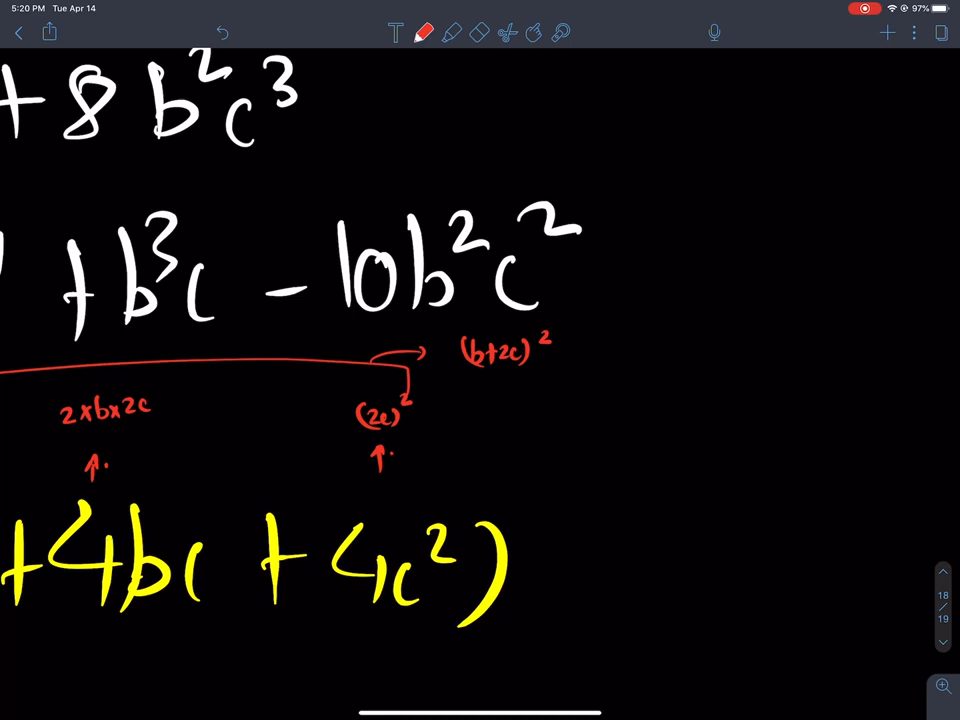 5:20 PM Tue Apr 14 97%
+ 8b²c³
+ b³c - 10b²c²
(b+2c)²
2×b×2c (2c)²
+4bc + 4c²)
18
/
19